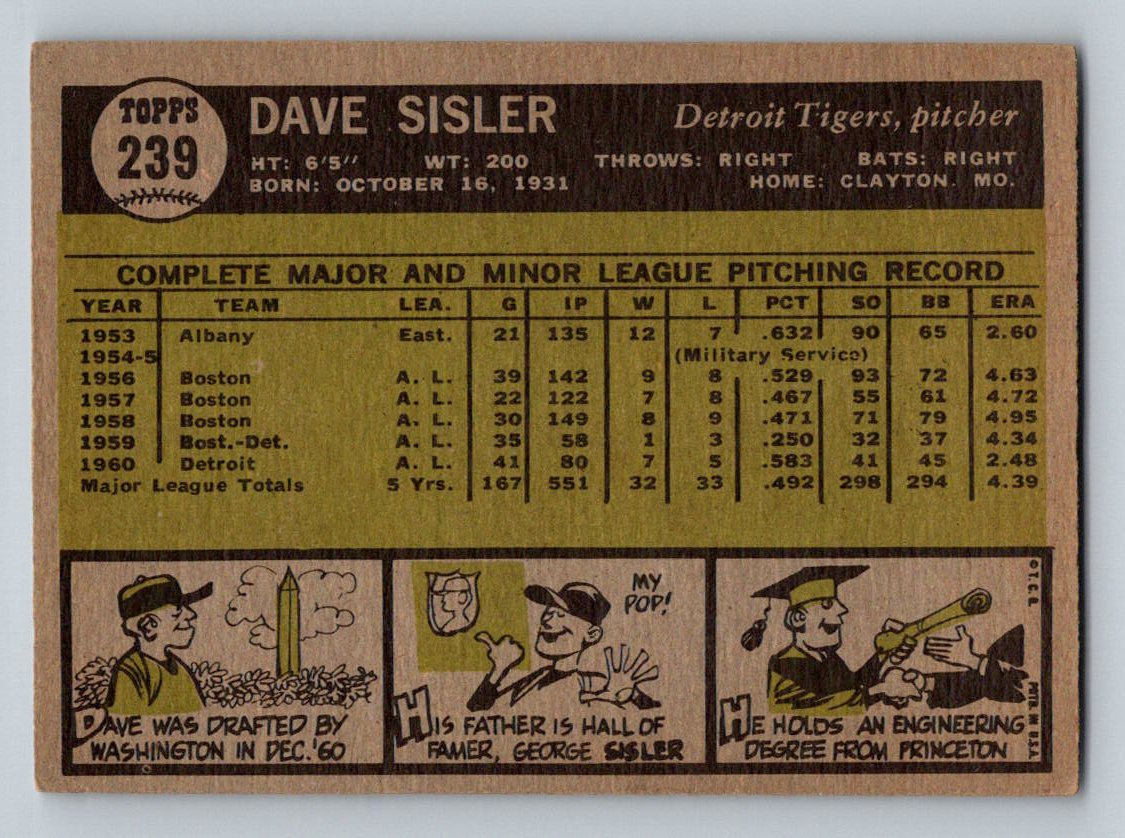 TOPPS
239
DAVE SISLER
Detroit Tigers, pitcher
HT: 6'5" WT: 200 THROWS: RIGHT BATS: RIGHT
BORN: OCTOBER 16, 1931 HOME: CLAYTON. MO.
COMPLETE MAJOR AND MINOR LEAGUE PITCHING RECORD
YEAR TEAM LEA. G IP W L PCT SO BB ERA
1953 Albany East. 21 135 12 7 .632 90 65 2.60
1954-5 (Military Service)
1956 Boston A. L. 39 142 9 8 .529 93 72 4.63
1957 Boston A. L. 22 122 7 8 .467 55 61 4.72
1958 Boston A. L. 30 149 8 9 .471 71 79 4.95
1959 Bost.-Det. A. L. 35 58 1 3 .250 32 37 4.34
1960 Detroit A. L. 41 80 7 5 .583 41 45 2.48
Major League Totals 5 Yrs. 167 551 32 33 .492 298 294 4.39
DAVE WAS DRAFTED BY
WASHINGTON IN DEC. '60
MY
POP!
HIS FATHER IS HALL OF
FAMER, GEORGE SISLER
HE HOLDS AN ENGINEERING
DEGREE FROM PRINCETON
© T. C. G.
PRTD. IN U.S.A.